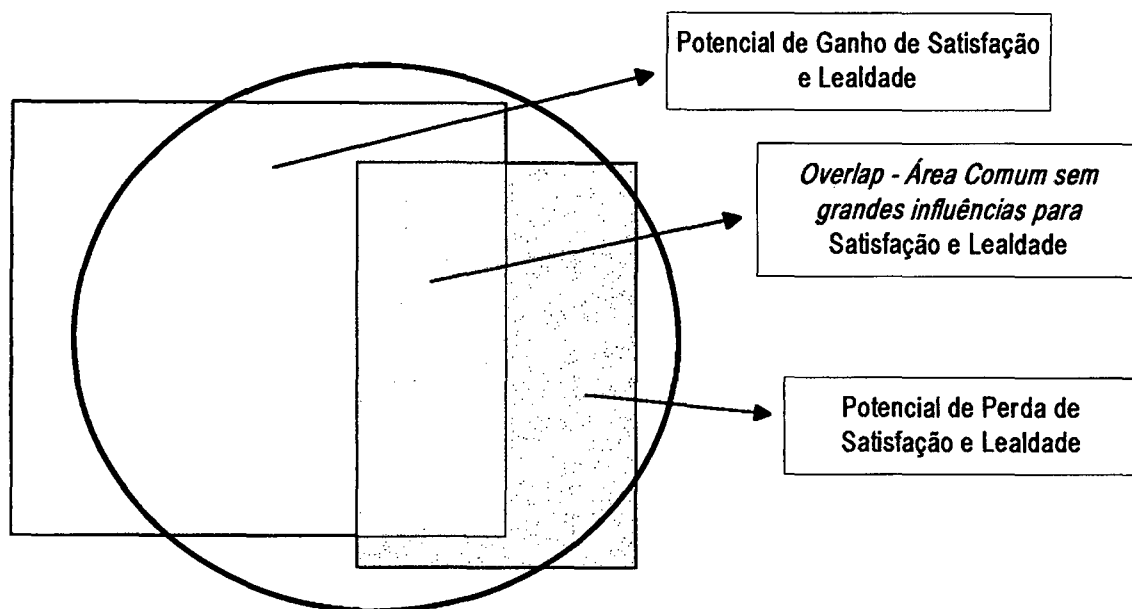 Potencial de Ganho de Satisfação
e Lealdade
Overlap - Área Comum sem
grandes influências para
Satisfação e Lealdade
Potencial de Perda de
Satisfação e Lealdade